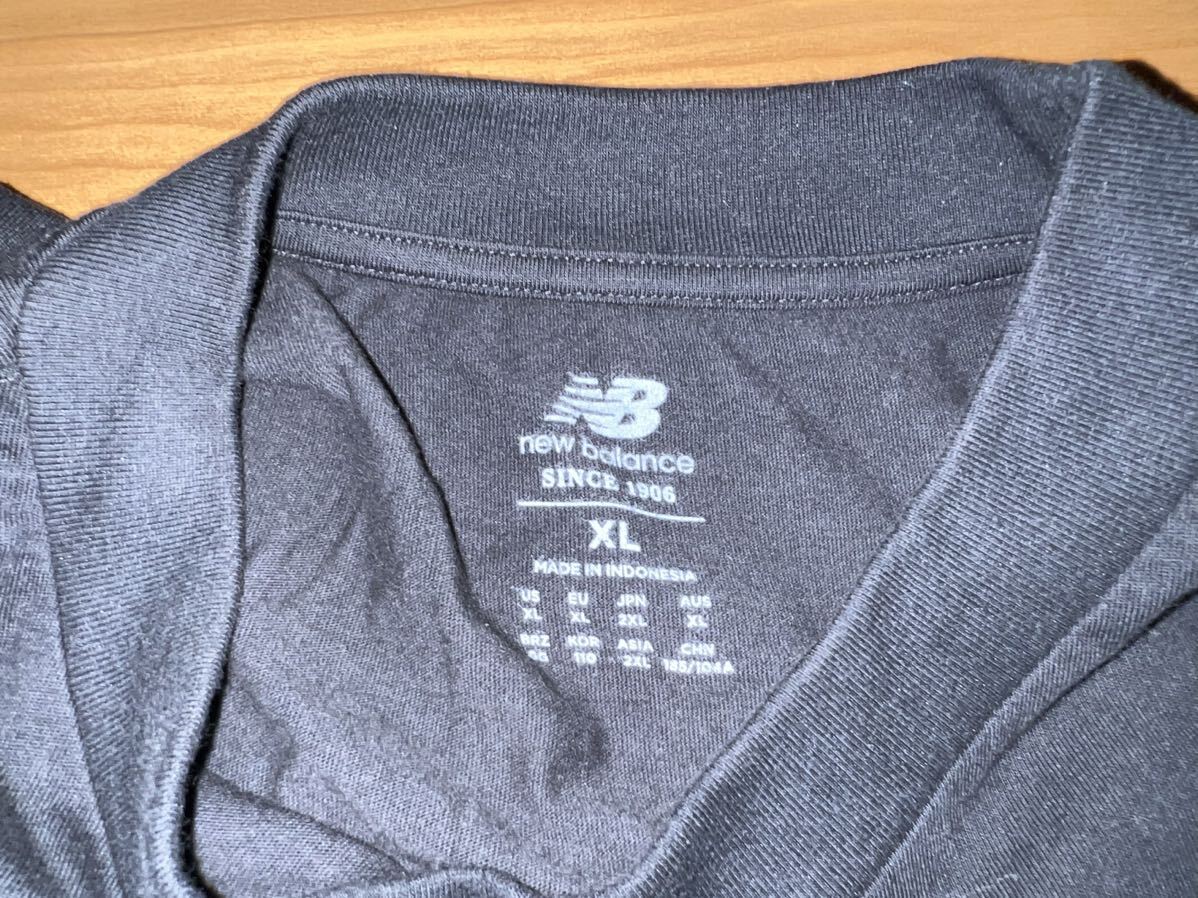 NB
new balance
SINCE 1906
XL
MADE IN INDONESIA
US EU JPN AUS
XL XL 2XL XL
BRZ KOR ASIA CHN
110 2XL 185/104A